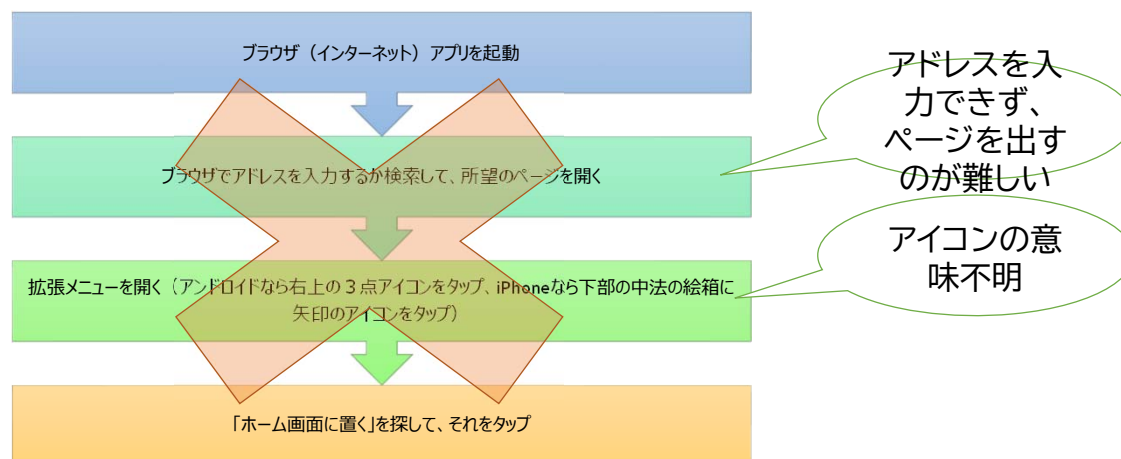 ブラウザ（インターネット）アプリを起動
ブラウザでアドレスを入力するか検索して、所望のページを開く
アドレスを入
力できず、
ページを出す
のが難しい
拡張メニューを開く（アンドロイドなら右上の３点アイコンをタップ、iPhoneなら下部の中法の絵箱に
矢印のアイコンをタップ）
アイコンの意
味不明
「ホーム画面に置く」を探して、それをタップ